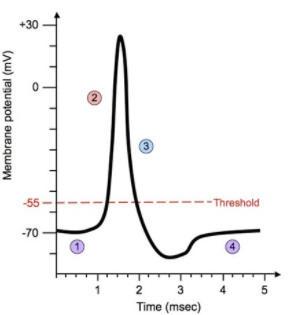 +30
2
0
3
Membrane potential (mV)
-55
Threshold
-70
1
4
1 2 3 4 5
Time (msec)